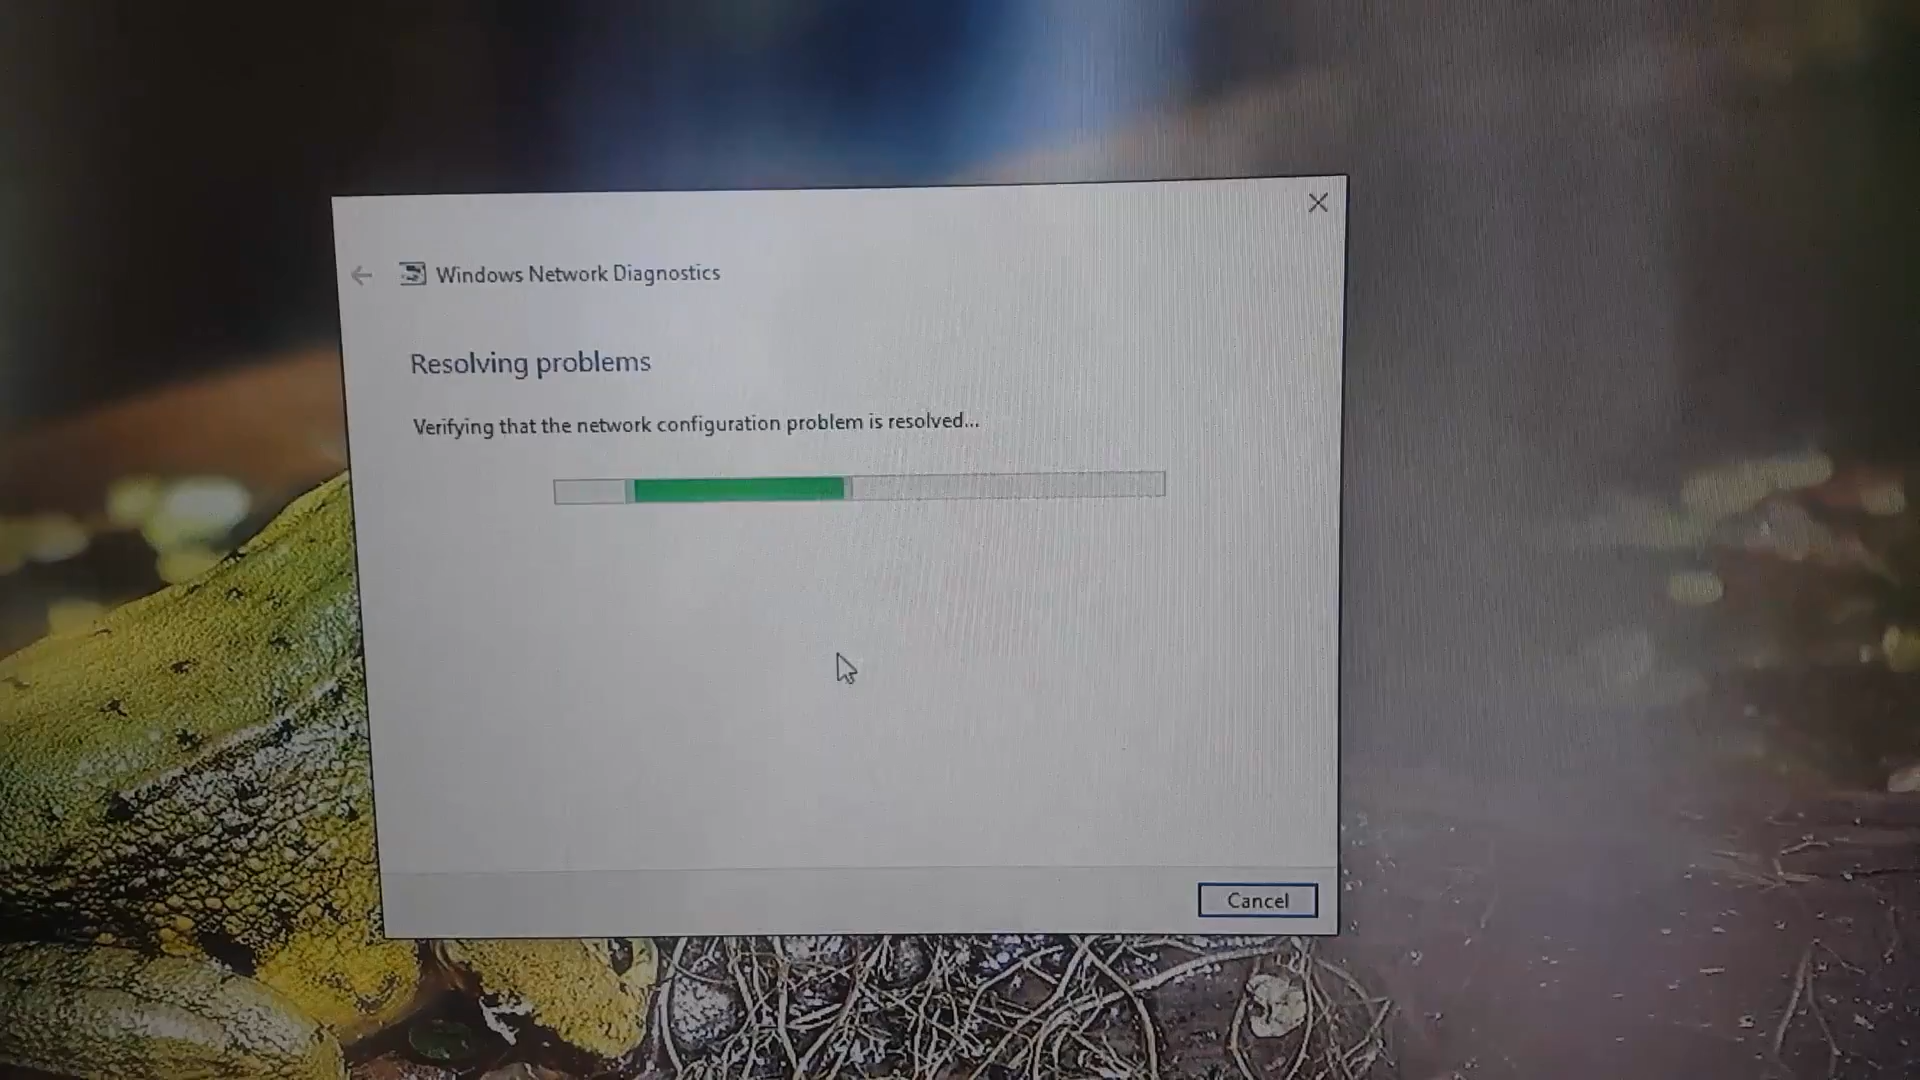 Windows Network Diagnostics
Resolving problems
Verifying that the network configuration problem is resolved...
Cancel